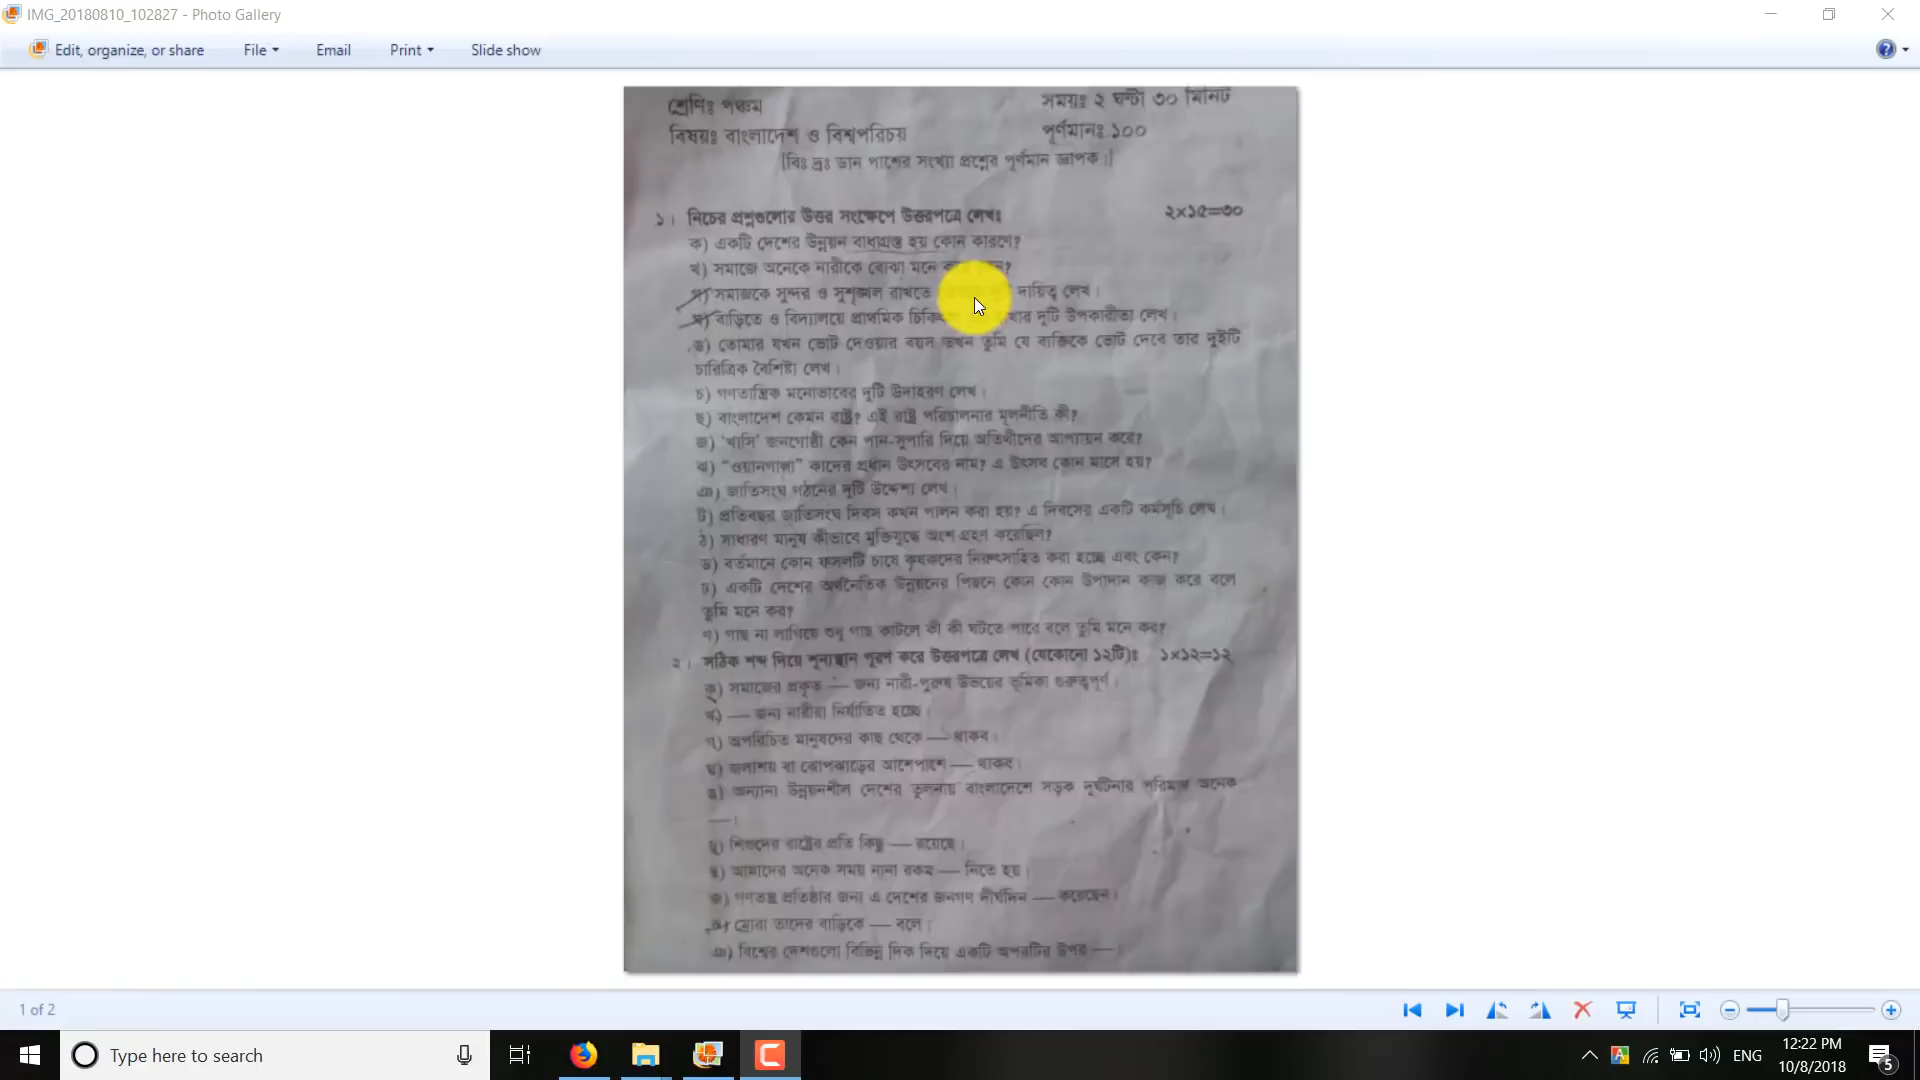 IMG_20180810_102827 - Photo Gallery
Edit, organize, or share File Email Print Slide show
শ্রেণিঃ পঞ্চম সময়ঃ ২ ঘন্টা ৩০ মিনিট
বিষয়ঃ বাংলাদেশ ও বিশ্বপরিচয় পূর্ণমানঃ ১০০
[বিঃ দ্রঃ ডান পাশের সংখ্যা প্রশ্নের পূর্ণমান জ্ঞাপক।]
১। নিচের প্রশ্নগুলোর উত্তর সংক্ষেপে উত্তরপত্রে লেখঃ ২×১৫=৩০
ক) একটি দেশের উন্নয়ন বাধাগ্রস্ত হয় কোন কারণে?
খ) সমাজে অনেকে নারীকে বোঝা মনে
গ) সমাজকে সুন্দর ও সুশৃঙ্খল রাখতে দায়িত্ব লেখ।
ঘ) বাড়িতে ও বিদ্যালয়ে প্রাথমিক দুটি উপকারীতা লেখ।
ঙ) তোমার যখন ভোট দেওয়ার বয়স তখন তুমি যে ব্যক্তিকে ভোট দেবে তার দুইটি
চারিত্রিক বৈশিষ্ট্য লেখ।
চ) গণতান্ত্রিক মনোভাবের দুটি উদাহরণ লেখ।
ছ) বাংলাদেশ কেমন রাষ্ট্র? এই রাষ্ট্র পরিচালনার মূলনীতি কী?
জ) ‘খাসি’ জনগোষ্ঠী কেন পান-সুপারি দিয়ে অতিথীদের আপ্যায়ন করে?
ঝ) “ওয়ানগালা” কাদের প্রধান উৎসবের নাম? এ উৎসব কোন মাসে হয়?
ঞ) জাতিসংঘ গঠনের দুটি উদ্দেশ্য লেখ।
ট) প্রতিবছর জাতিসংঘ দিবস কখন পালন করা হয়? এ দিবসের একটি কর্মসূচি লেখ।
ঠ) সাধারণ মানুষ কীভাবে মুক্তিযুদ্ধে অংশ গ্রহণ করেছিল?
ড) বর্তমানে কোন ফসলটি চাষে কৃষকদের নিরুৎসাহিত করা হচ্ছে এবং কেন?
ঢ) একটি দেশের অর্থনৈতিক উন্নয়নের পিছনে কোন কোন উপাদান কাজ করে বলে
তুমি মনে কর?
ণ) গাছ না লাগিয়ে শুধু গাছ কাটলে কী কী ঘটতে পারে বলে তুমি মনে কর?
২। সঠিক শব্দ দিয়ে শূন্যস্থান পূরণ করে উত্তরপত্রে লেখ (যেকোনো ১২টি)ঃ ১×১২=১২
ক) সমাজের প্রকৃত — জন্য নারী-পুরুষ উভয়ের ভূমিকা গুরুত্বপূর্ণ।
খ) — জন্য নারীরা নির্যাতিত হচ্ছে।
গ) অপরিচিত মানুষদের কাছ থেকে — থাকব।
ঘ) জলাশয় বা ঝোপঝাড়ের আশেপাশে — থাকব।
ঙ) অন্যান্য উন্নয়নশীল দেশের তুলনায় বাংলাদেশে সড়ক দুর্ঘটনার পরিমাণ অনেক
—।
চ) শিশুদের রাষ্ট্রের প্রতি কিছু — রয়েছে।
ছ) আমাদের অনেক সময় নানা রকম — নিতে হয়।
জ) গণতন্ত্র প্রতিষ্ঠার জন্য এ দেশের জনগণ দীর্ঘদিন — করেছেন।
ঝ) ম্রোরা তাদের বাড়িকে — বলে।
ঞ) বিশ্বের দেশগুলো বিভিন্ন দিক দিয়ে একটি অপরটির উপর —।
1 of 2
Type here to search
ENG
12:22 PM
10/8/2018
5